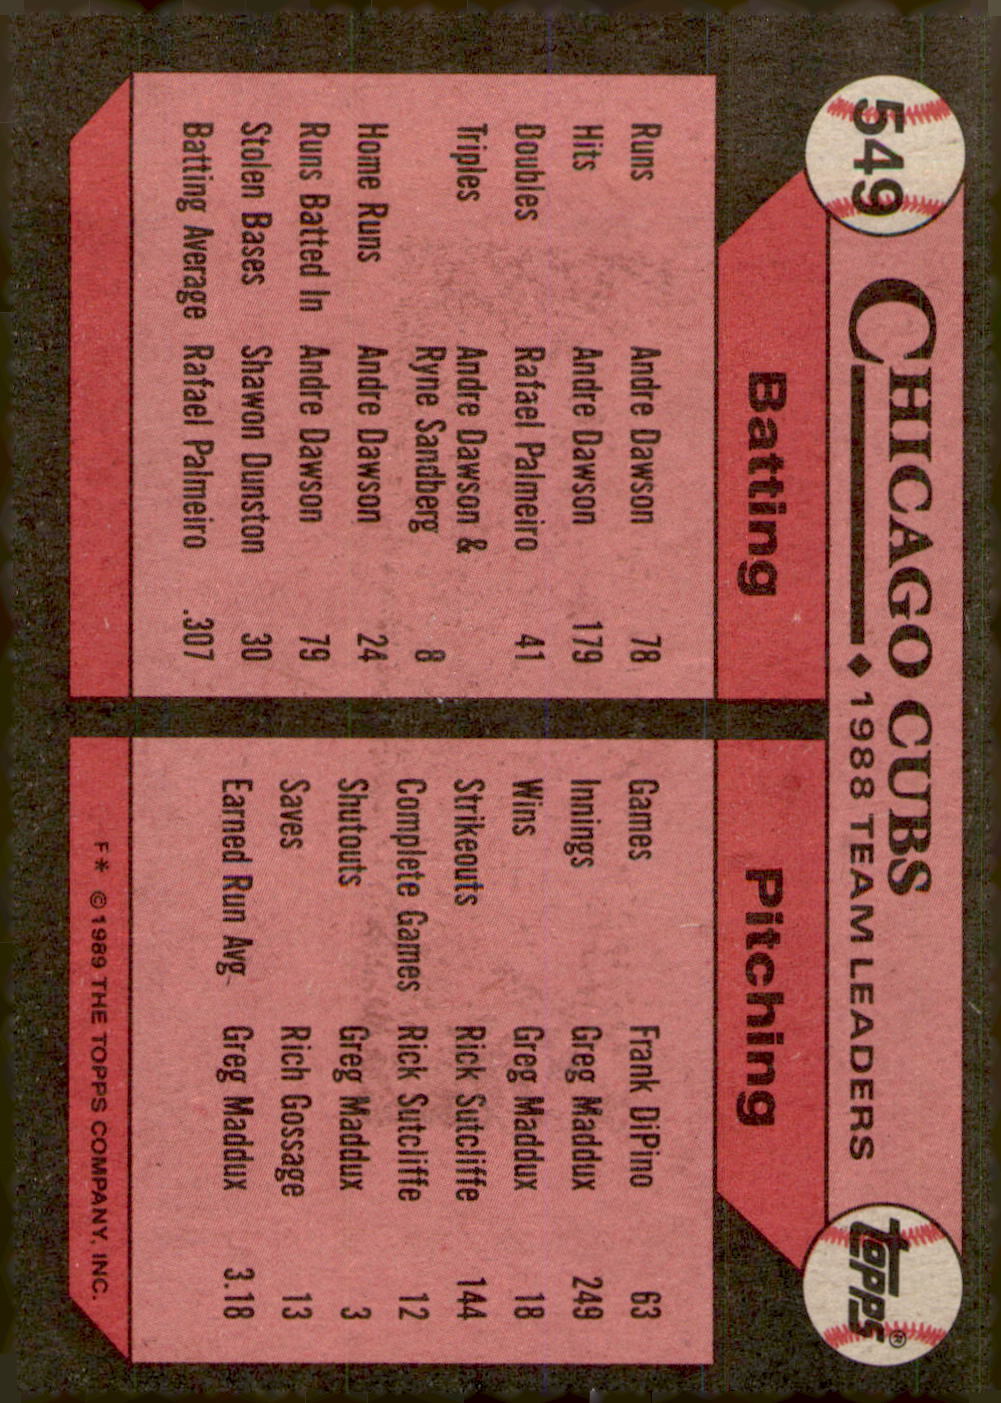 549
CHICAGO CUBS
◆ 1988 TEAM LEADERS
topps®
Batting
Runs Andre Dawson 78
Hits Andre Dawson 179
Doubles Rafael Palmeiro 41
Triples Andre Dawson &
Ryne Sandberg 8
Home Runs Andre Dawson 24
Runs Batted In Andre Dawson 79
Stolen Bases Shawon Dunston 30
Batting Average Rafael Palmeiro .307
Pitching
Games Frank DiPino 63
Innings Greg Maddux 249
Wins Greg Maddux 18
Strikeouts Rick Sutcliffe 144
Complete Games Rick Sutcliffe 12
Shutouts Greg Maddux 3
Saves Rich Gossage 13
Earned Run Avg. Greg Maddux 3.18
F* ©1989 THE TOPPS COMPANY, INC.